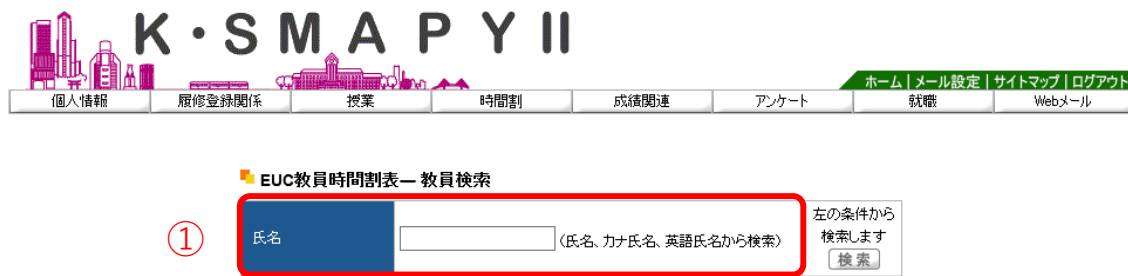 K・SMAPY II
ホーム | メール設定 | サイトマップ | ログアウト
個人情報 履修登録関係 授業 時間割 成績関連 アンケート 就職 Webメール
EUC教員時間割表― 教員検索
① 氏名 (氏名、カナ氏名、英語氏名から検索)
左の条件から
検索します
検索